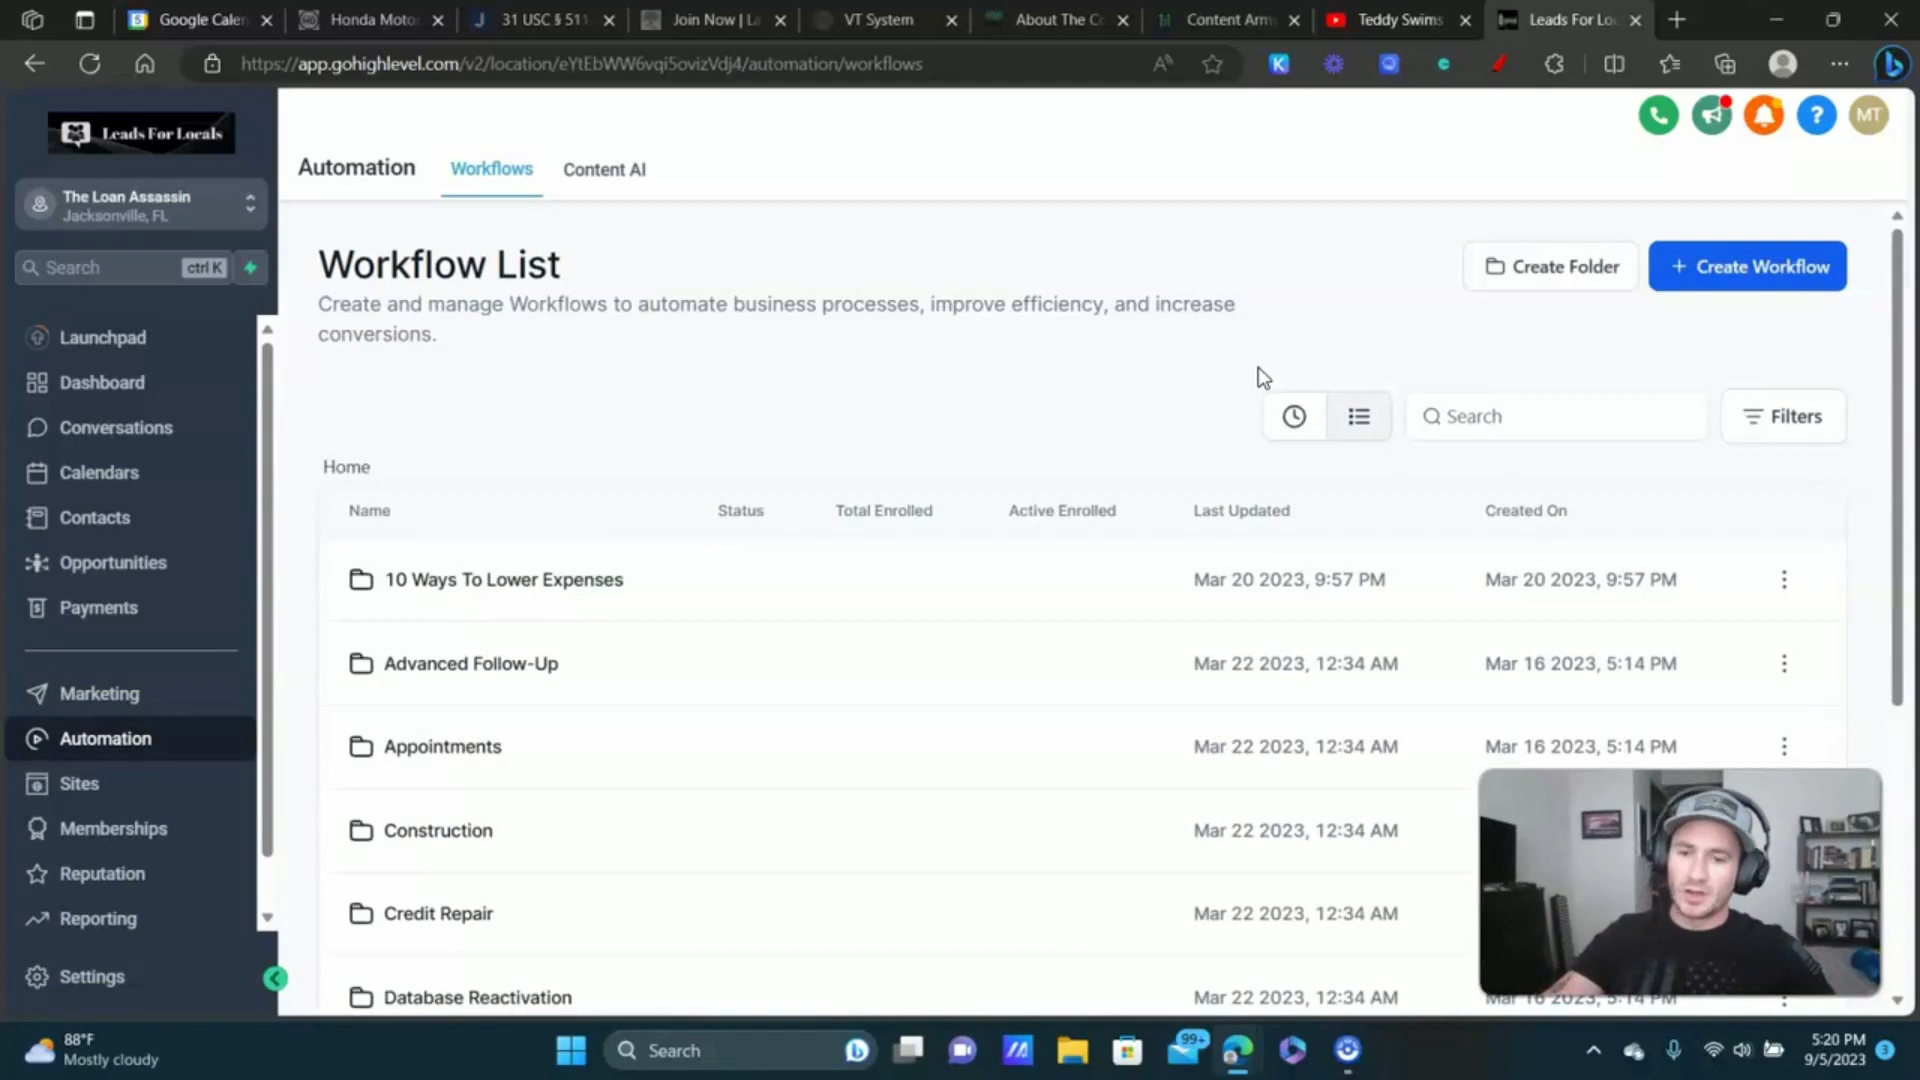 Google Cale
Honda Moto
31 USC § 511
Join Now | La
VT System
About The C
Content Arm
Teddy Swims
Leads For Lo
https://app.gohighlevel.com/v2/location/eYtEbWW6vqi5ovizVdj4/automation/workflows
Leads For Locals
The Loan Assassin
Jacksonville, FL
Search
ctrl K
Launchpad
Dashboard
Conversations
Calendars
Contacts
Opportunities
Payments
Marketing
Automation
Sites
Memberships
Reputation
Reporting
Settings
Automation
Workflows
Content AI
MT
Workflow List
Create and manage Workflows to automate business processes, improve efficiency, and increase
conversions.
Create Folder
+ Create Workflow
Search
Filters
Home
Name Status Total Enrolled Active Enrolled Last Updated Created On
10 Ways To Lower Expenses Mar 20 2023, 9:57 PM Mar 20 2023, 9:57 PM
Advanced Follow-Up Mar 22 2023, 12:34 AM Mar 16 2023, 5:14 PM
Appointments Mar 22 2023, 12:34 AM Mar 16 2023, 5:14 PM
Construction Mar 22 2023, 12:34 AM
Credit Repair Mar 22 2023, 12:34 AM
Database Reactivation Mar 22 2023, 12:34 AM Mar 16 2023, 5:14 PM
88°F
Mostly cloudy
Search
99+
5:20 PM
9/5/2023
3